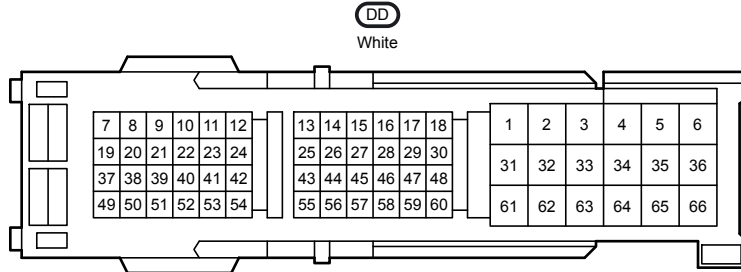 DD
White
7 8 9 10 11 12 13 14 15 16 17 18 1 2 3 4 5 6
19 20 21 22 23 24 25 26 27 28 29 30 31 32 33 34 35 36
37 38 39 40 41 42 43 44 45 46 47 48
49 50 51 52 53 54 55 56 57 58 59 60 61 62 63 64 65 66